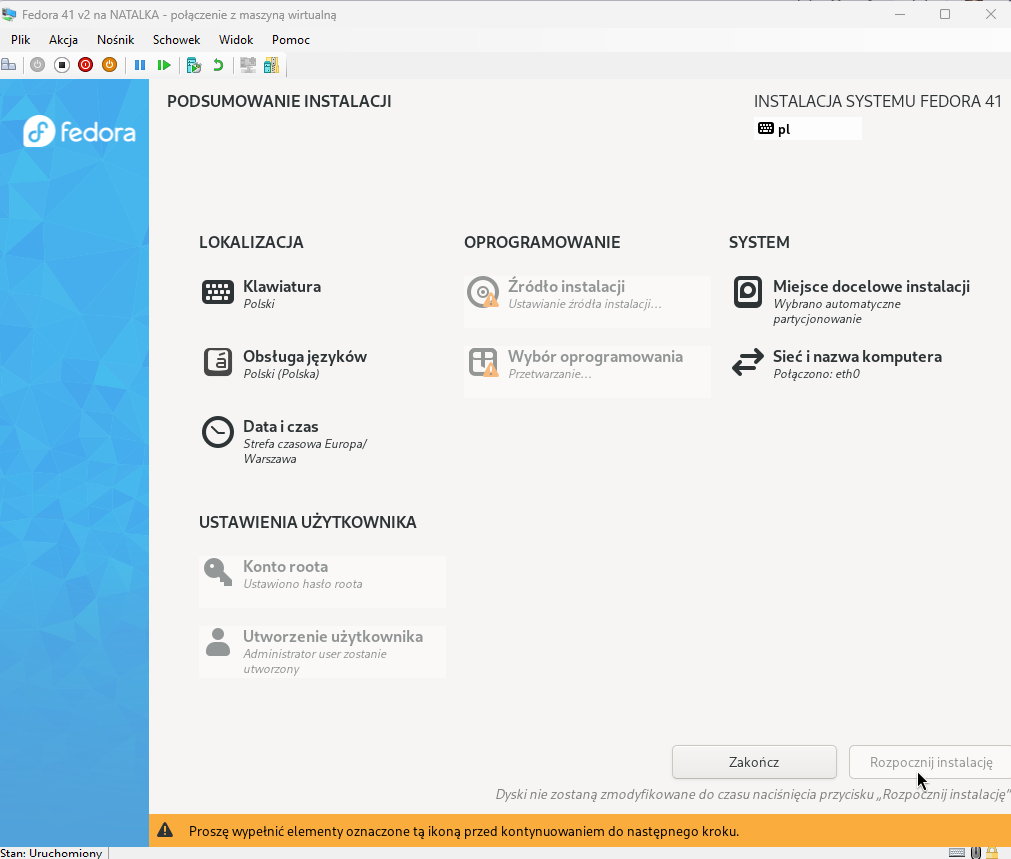 Fedora 41 v2 na NATALKA - połączenie z maszyną wirtualną
Plik Akcja Nośnik Schowek Widok Pomoc
fedora
PODSUMOWANIE INSTALACJI
INSTALACJA SYSTEMU FEDORA 41
pl
LOKALIZACJA
Klawiatura
Polski
Obsługa języków
Polski (Polska)
Data i czas
Strefa czasowa Europa/
Warszawa
OPROGRAMOWANIE
Źródło instalacji
Ustawianie źródła instalacji...
Wybór oprogramowania
Przetwarzanie...
SYSTEM
Miejsce docelowe instalacji
Wybrano automatyczne
partycjonowanie
Sieć i nazwa komputera
Połączono: eth0
USTAWIENIA UŻYTKOWNIKA
Konto roota
Ustawiono hasło roota
Utworzenie użytkownika
Administrator user zostanie
utworzony
Zakończ
Rozpocznij instalację
Dyski nie zostaną zmodyfikowane do czasu naciśnięcia przycisku „Rozpocznij instalację”
Proszę wypełnić elementy oznaczone tą ikoną przed kontynuowaniem do następnego kroku.
Stan: Uruchomiony